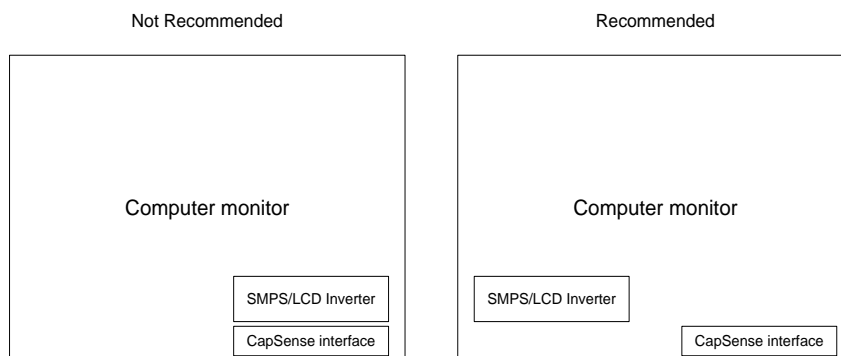 Not Recommended
Recommended
Computer monitor
Computer monitor
SMPS/LCD Inverter
SMPS/LCD Inverter
CapSense interface
CapSense interface